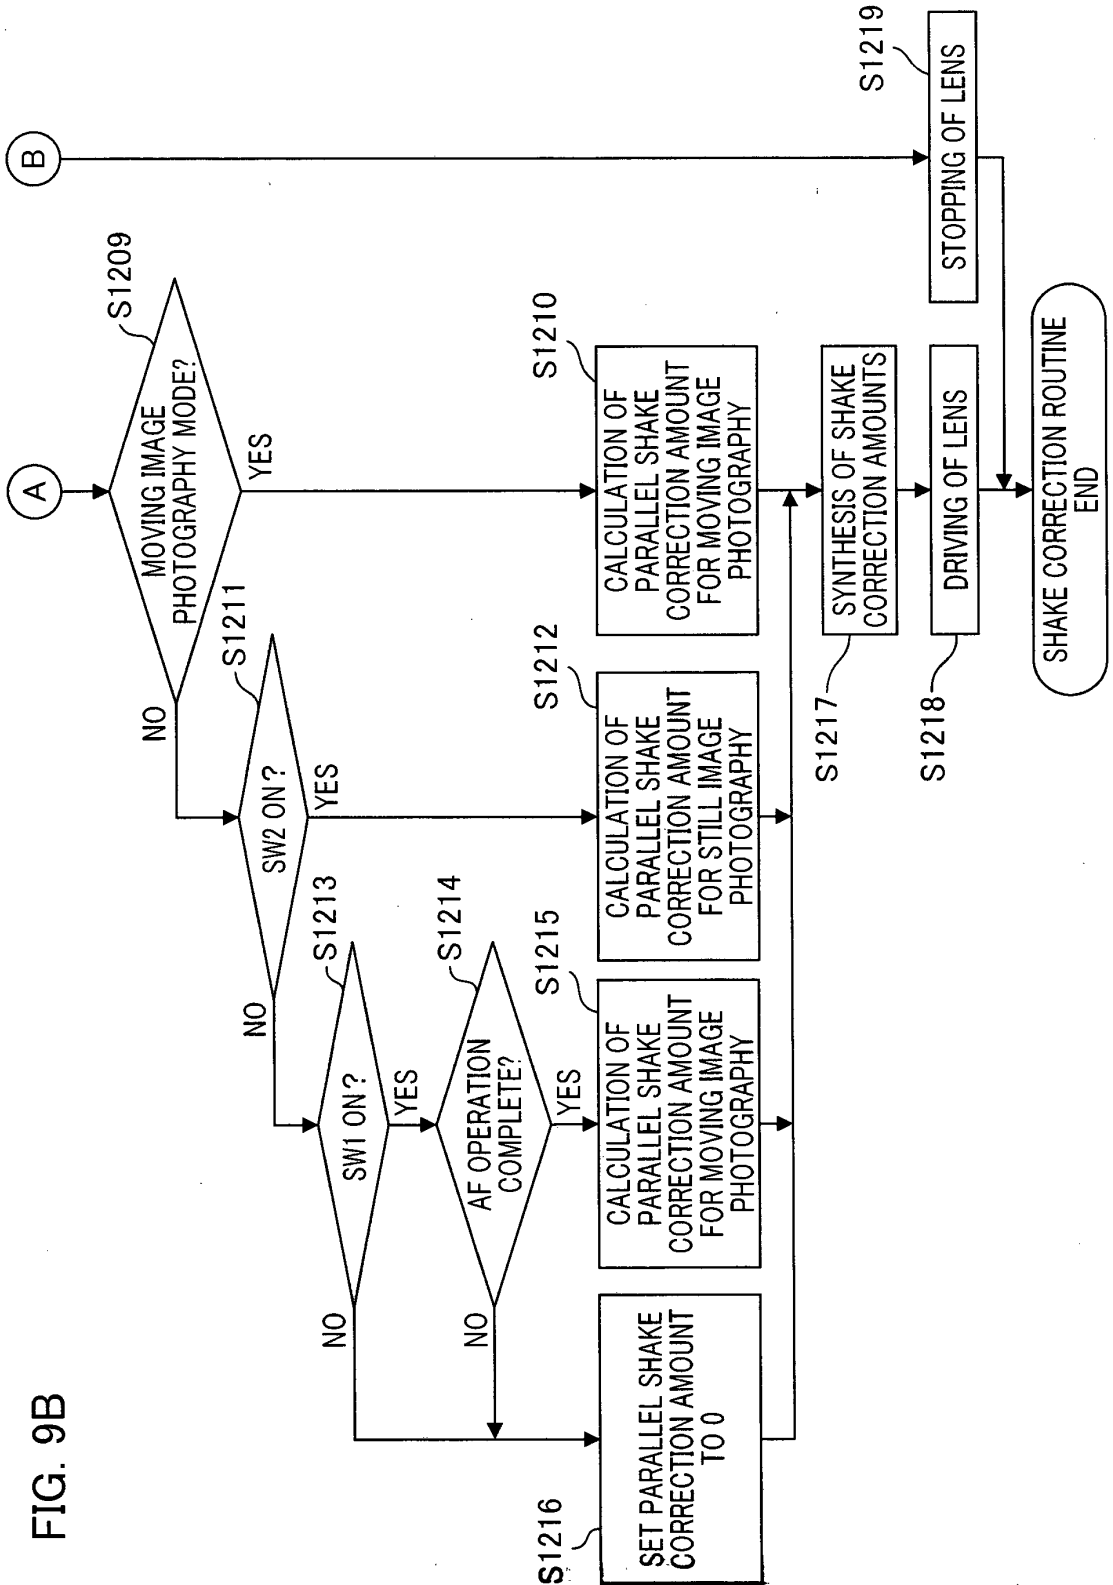 FIG. 9B
A
B
MOVING IMAGE
PHOTOGRAPHY MODE?
S1209
YES
NO
SW2 ON?
S1211
YES
NO
SW1 ON?
S1213
YES
NO
AF OPERATION
COMPLETE?
S1214
YES
NO
SET PARALLEL SHAKE
CORRECTION AMOUNT
TO 0
S1216
CALCULATION OF
PARALLEL SHAKE
CORRECTION AMOUNT
FOR MOVING IMAGE
PHOTOGRAPHY
S1215
CALCULATION OF
PARALLEL SHAKE
CORRECTION AMOUNT
FOR STILL IMAGE
PHOTOGRAPHY
S1212
CALCULATION OF
PARALLEL SHAKE
CORRECTION AMOUNT
FOR MOVING IMAGE
PHOTOGRAPHY
S1210
S1217
SYNTHESIS OF SHAKE
CORRECTION AMOUNTS
S1218
DRIVING OF LENS
STOPPING OF LENS
S1219
SHAKE CORRECTION ROUTINE
END